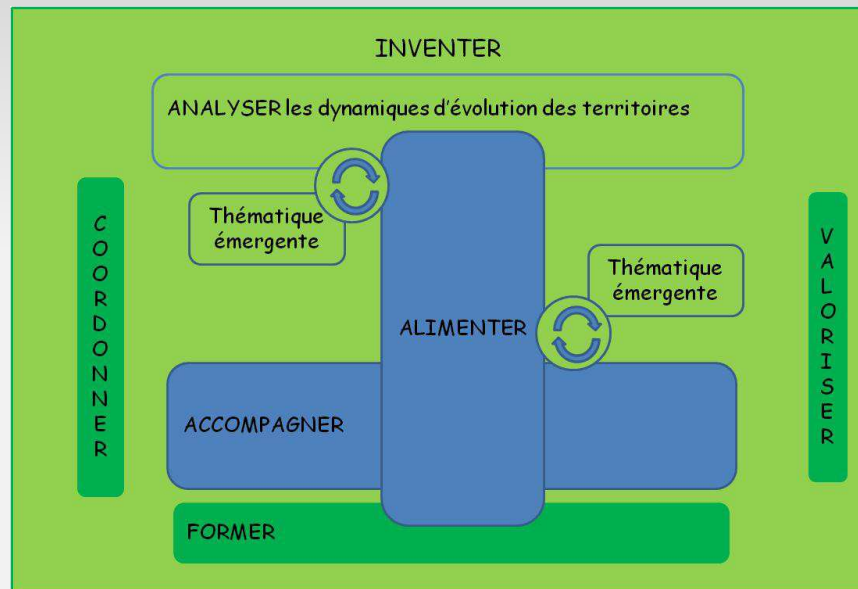 INVENTER
ANALYSER les dynamiques d'évolution des territoires
COORDONNER
Thématique
émergente
VALORISER
Thématique
émergente
ALIMENTER
ACCOMPAGNER
FORMER